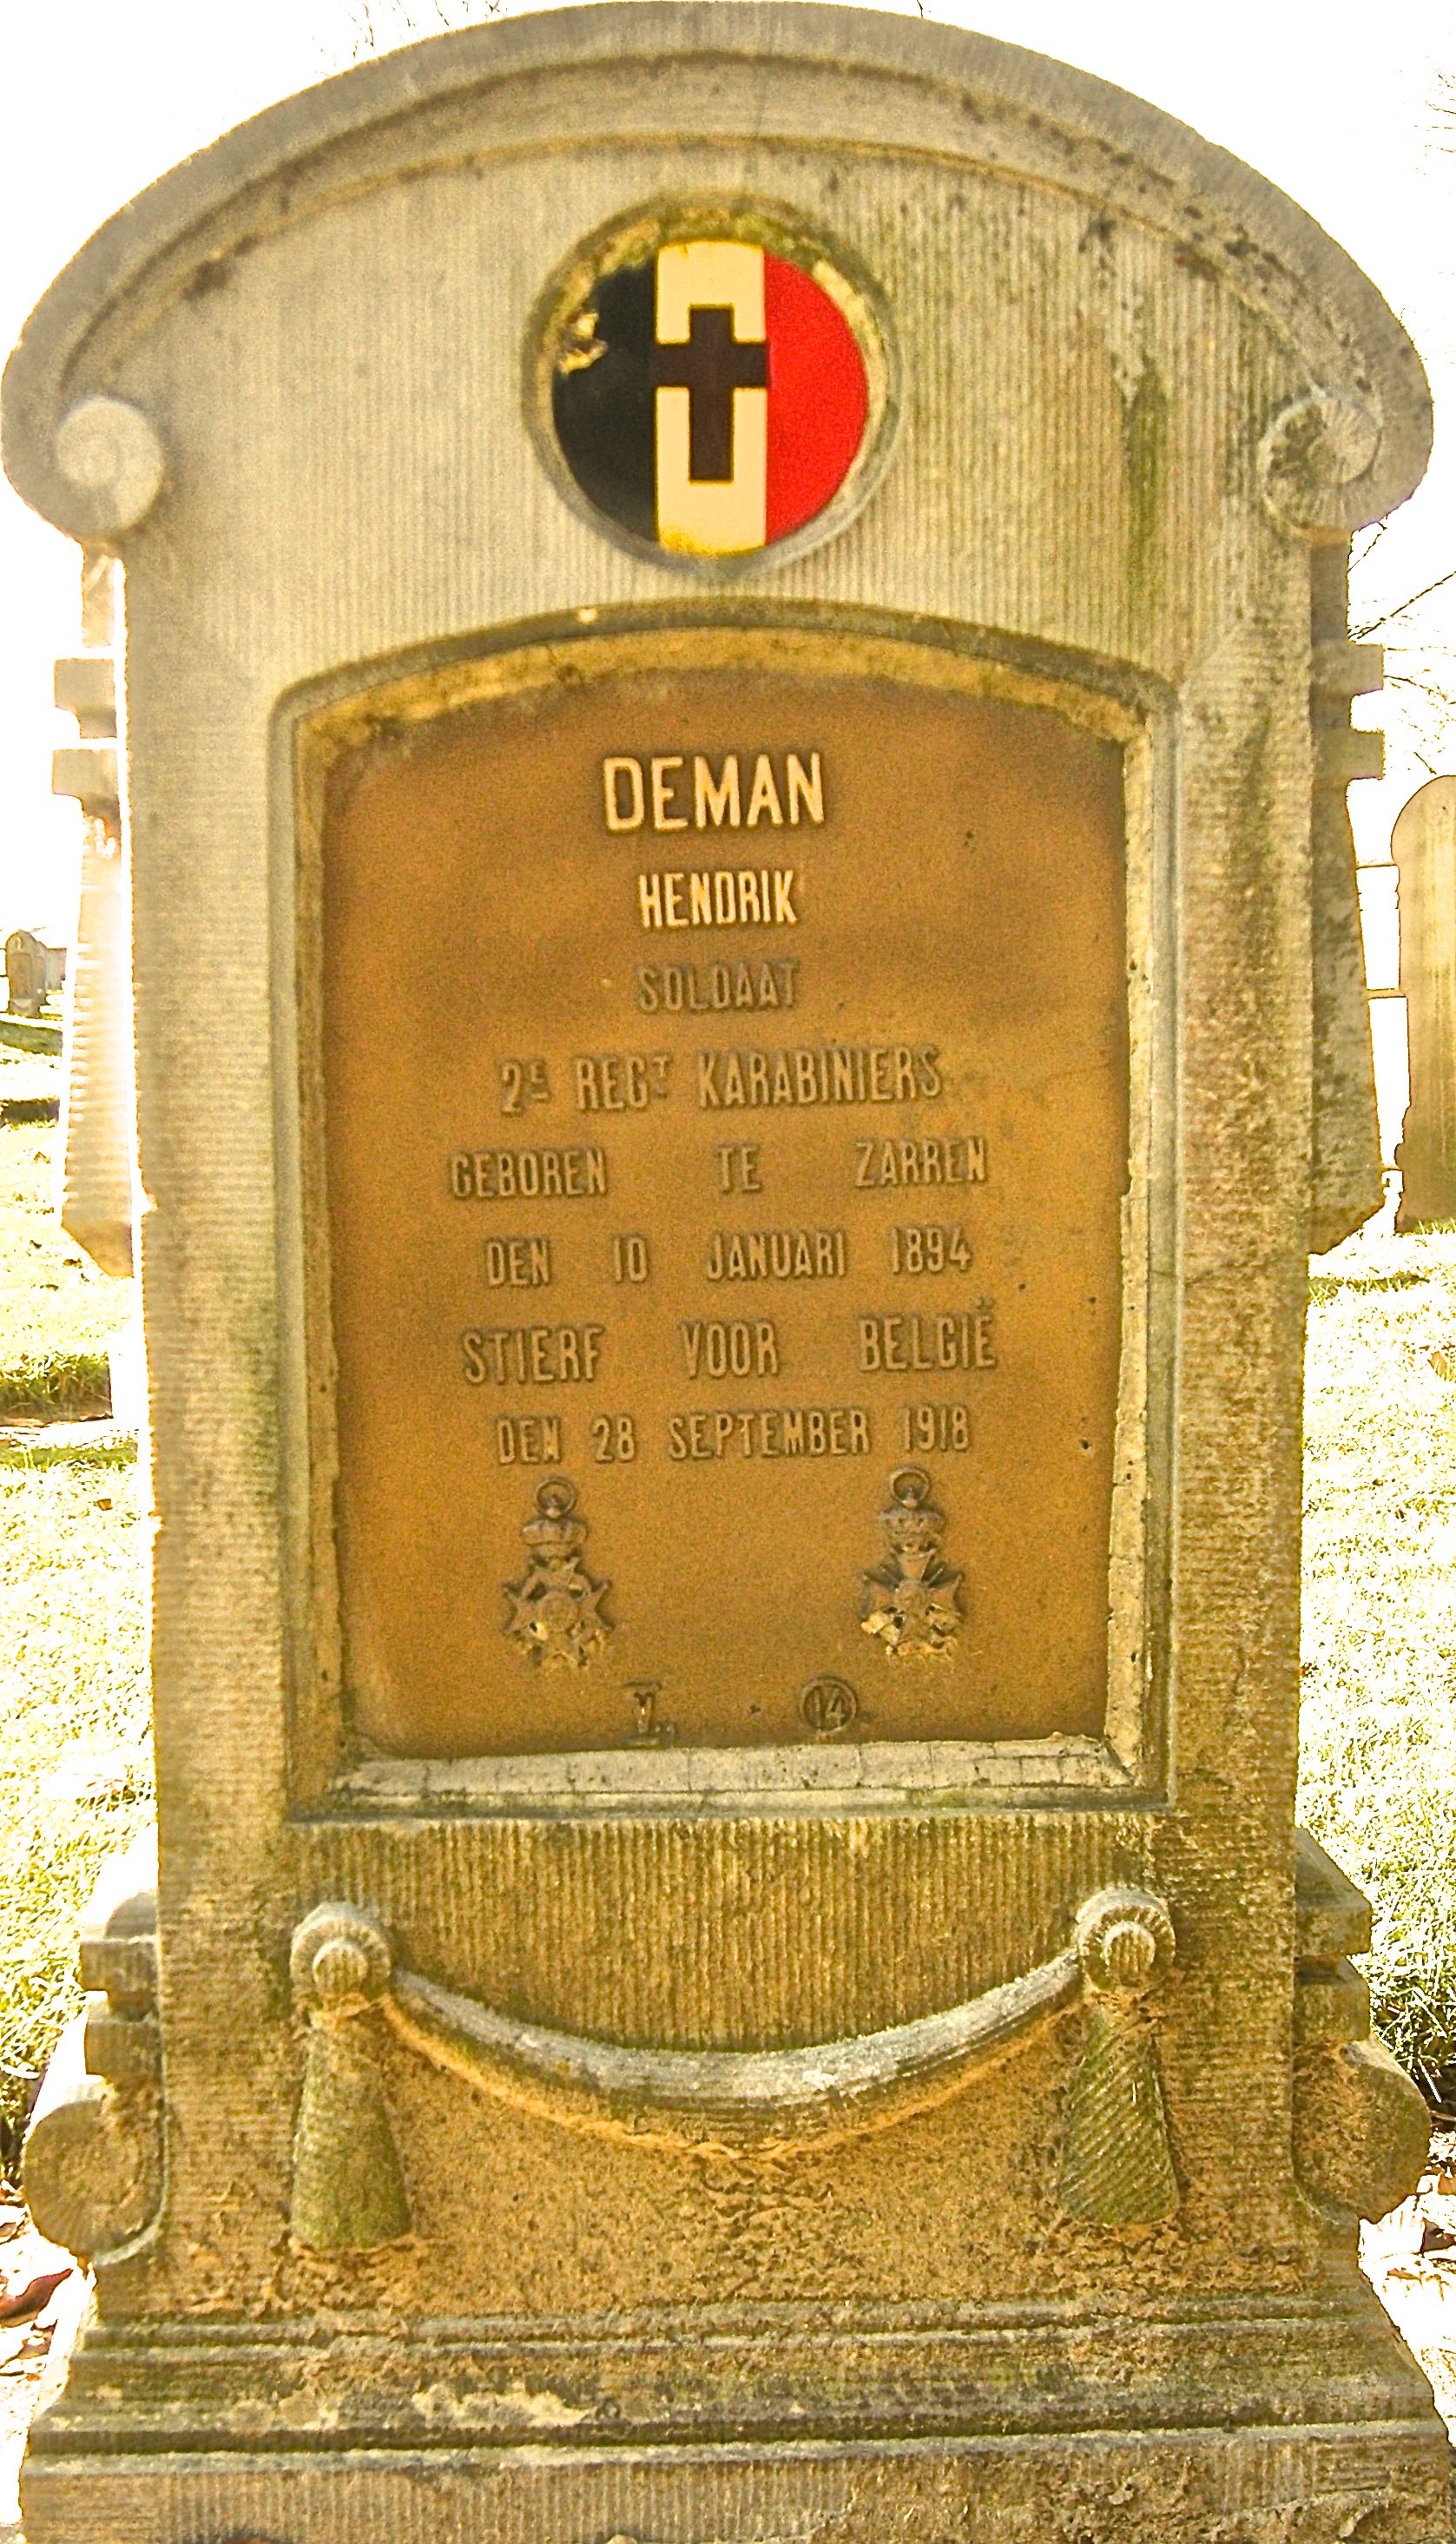 DEMAN
HENDRIK
SOLDAAT
2E REGT KARABINIERS
GEBOREN TE ZARREN
DEN 10 JANUARI 1894
STIERF VOOR BELGIË
DEN 28 SEPTEMBER 1918
14